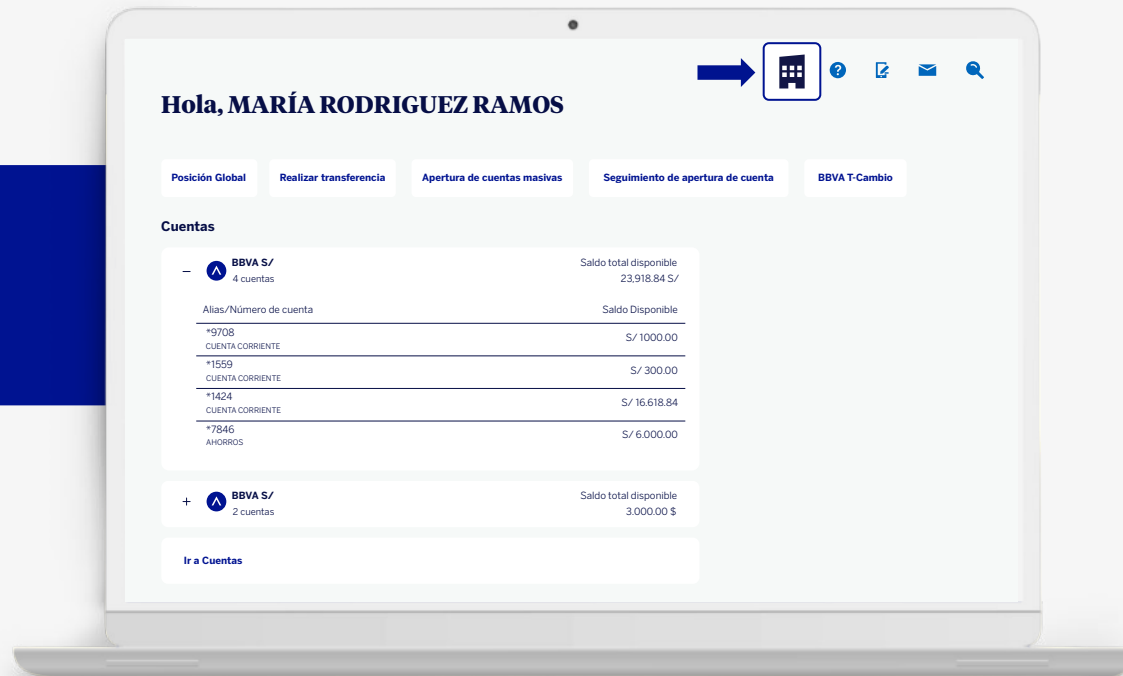 Hola, MARÍA RODRIGUEZ RAMOS
Posición Global Realizar transferencia Apertura de cuentas masivas Seguimiento de apertura de cuenta BBVA T-Cambio
Cuentas
BBVA S/ Saldo total disponible
4 cuentas 23,918.84 S/
Alias/Número de cuenta Saldo Disponible
*9708
CUENTA CORRIENTE S/ 1000.00
*1559
CUENTA CORRIENTE S/ 300.00
*1424
CUENTA CORRIENTE S/ 16.618.84
*7846
AHORROS S/ 6.000.00
BBVA S/ Saldo total disponible
2 cuentas 3.000.00 $
Ir a Cuentas